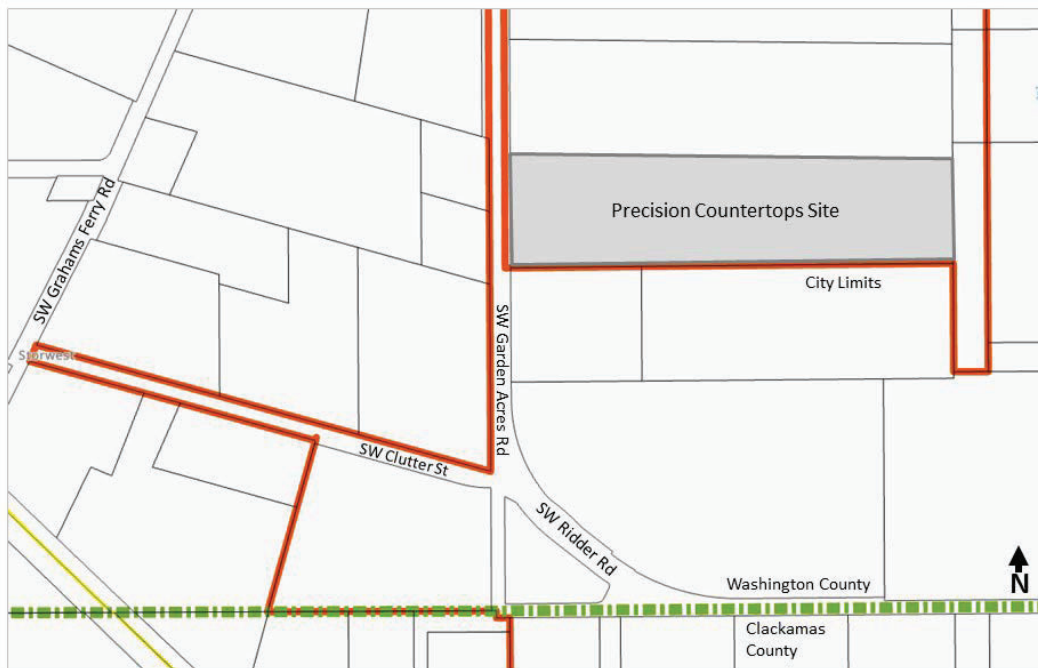 Precision Countertops Site
City Limits
SW Grahams Ferry Rd
SW Garden Acres Rd
Storwest
SW Clutter St
SW Ridder Rd
N
Washington County
Clackamas
County